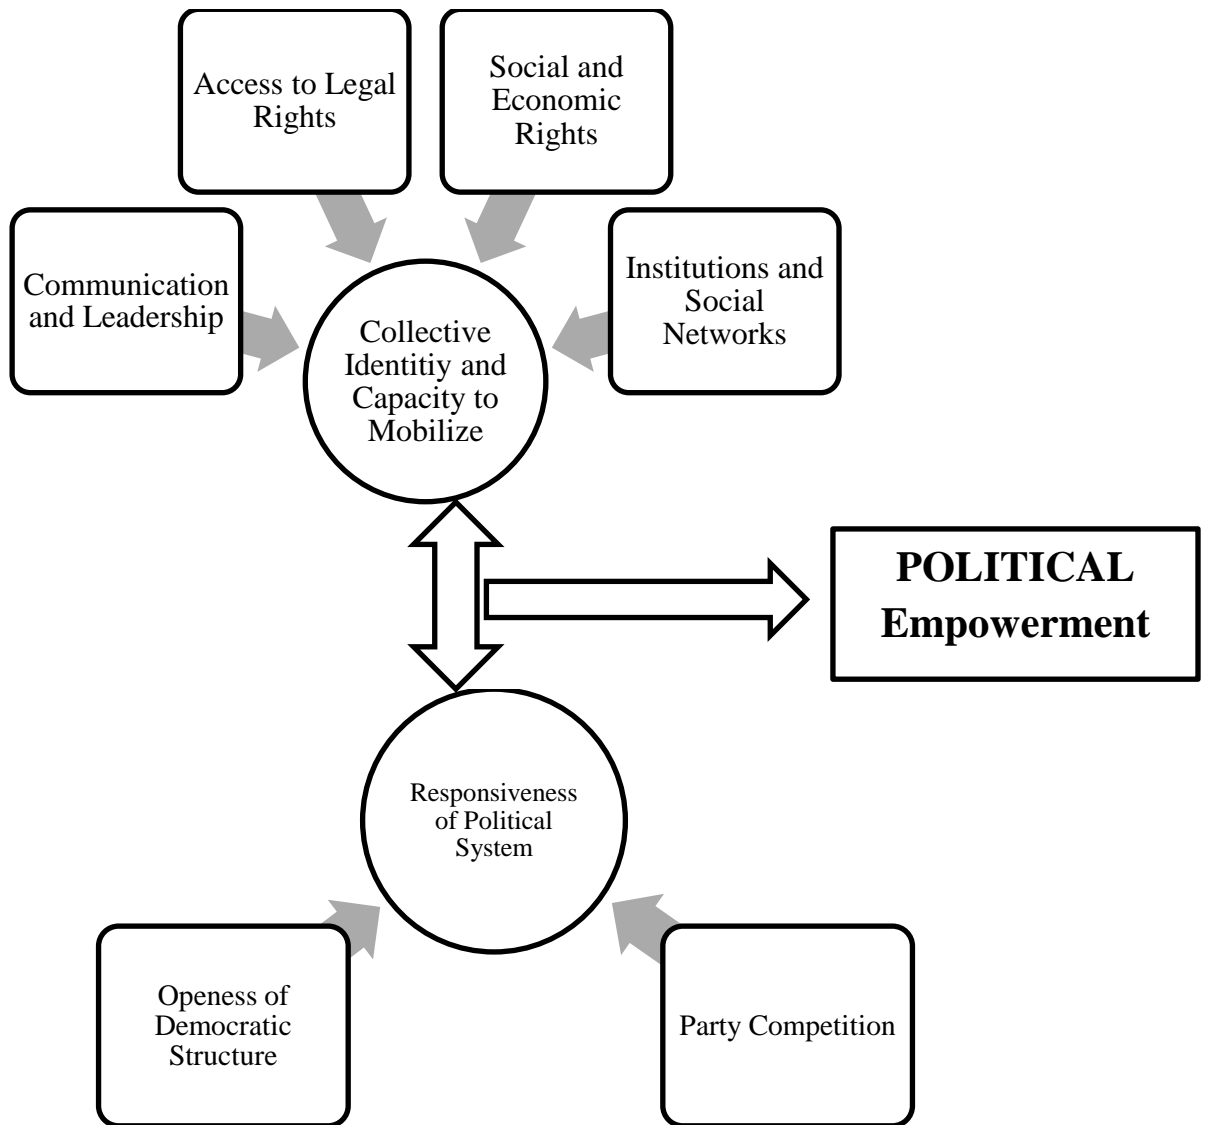 Access to Legal
Rights
Social and
Economic
Rights
Communication
and Leadership
Institutions and
Social
Networks
Collective
Identitiy and
Capacity to
Mobilize
POLITICAL
Empowerment
Responsiveness
of Political
System
Openess of
Democratic
Structure
Party Competition